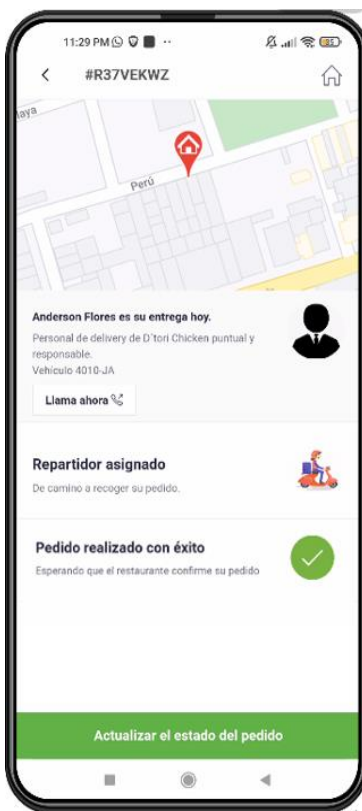 11:29 PM
#R37VEKWZ
laya
Perú
Anderson Flores es su entrega hoy.
Personal de delivery de D`tori Chicken puntual y
responsable.
Vehículo 4010-JA
Llama ahora
Repartidor asignado
De camino a recoger su pedido.
Pedido realizado con éxito
Esperando que el restaurante confirme su pedido
Actualizar el estado del pedido